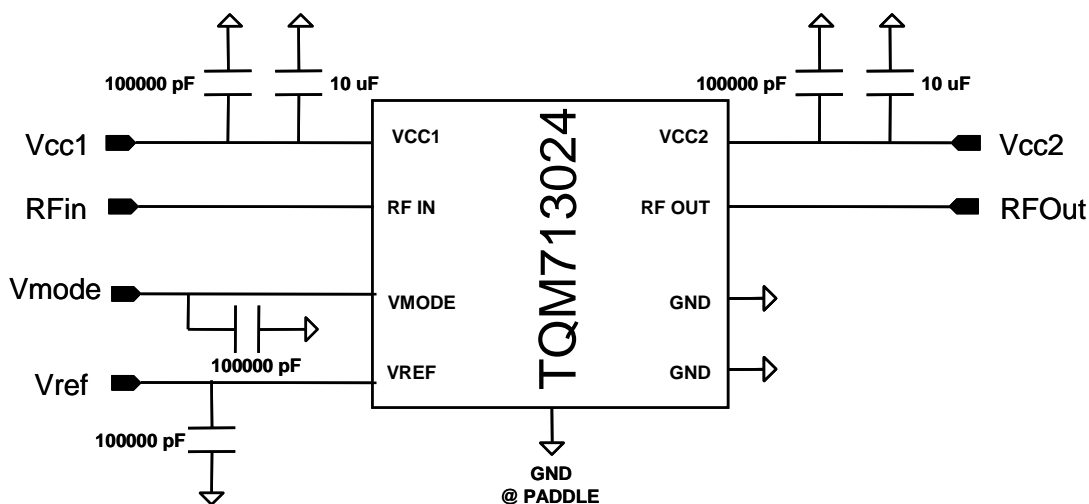 100000 pF
10 uF
100000 pF
10 uF
Vcc1
VCC1
VCC2
Vcc2
RFin
RF IN
RF OUT
RFOut
TQM713024
Vmode
VMODE
GND
100000 pF
Vref
VREF
GND
100000 pF
GND
@ PADDLE